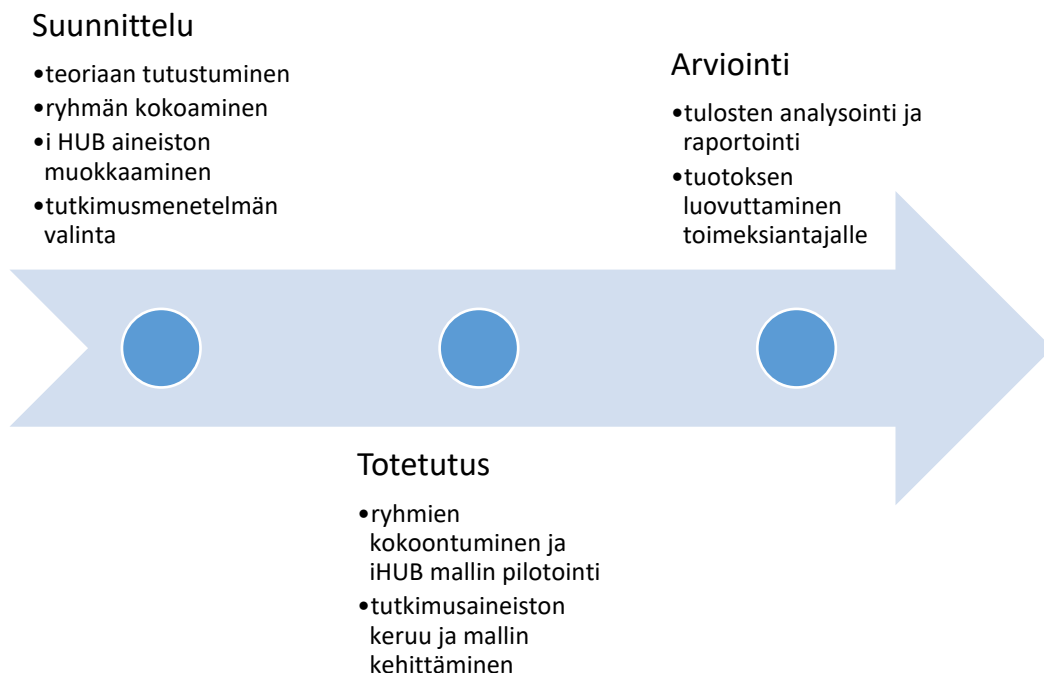 Suunnittelu
•teoriaan tutustuminen
•ryhmän kokoaminen
•i HUB aineiston
muokkaaminen
•tutkimusmenetelmän
valinta
Totetutus
•ryhmien
kokoontuminen ja
iHUB mallin pilotointi
•tutkimusaineiston
keruu ja mallin
kehittäminen
Arviointi
•tulosten analysointi ja
raportointi
•tuotoksen
luovuttaminen
toimeksiantajalle